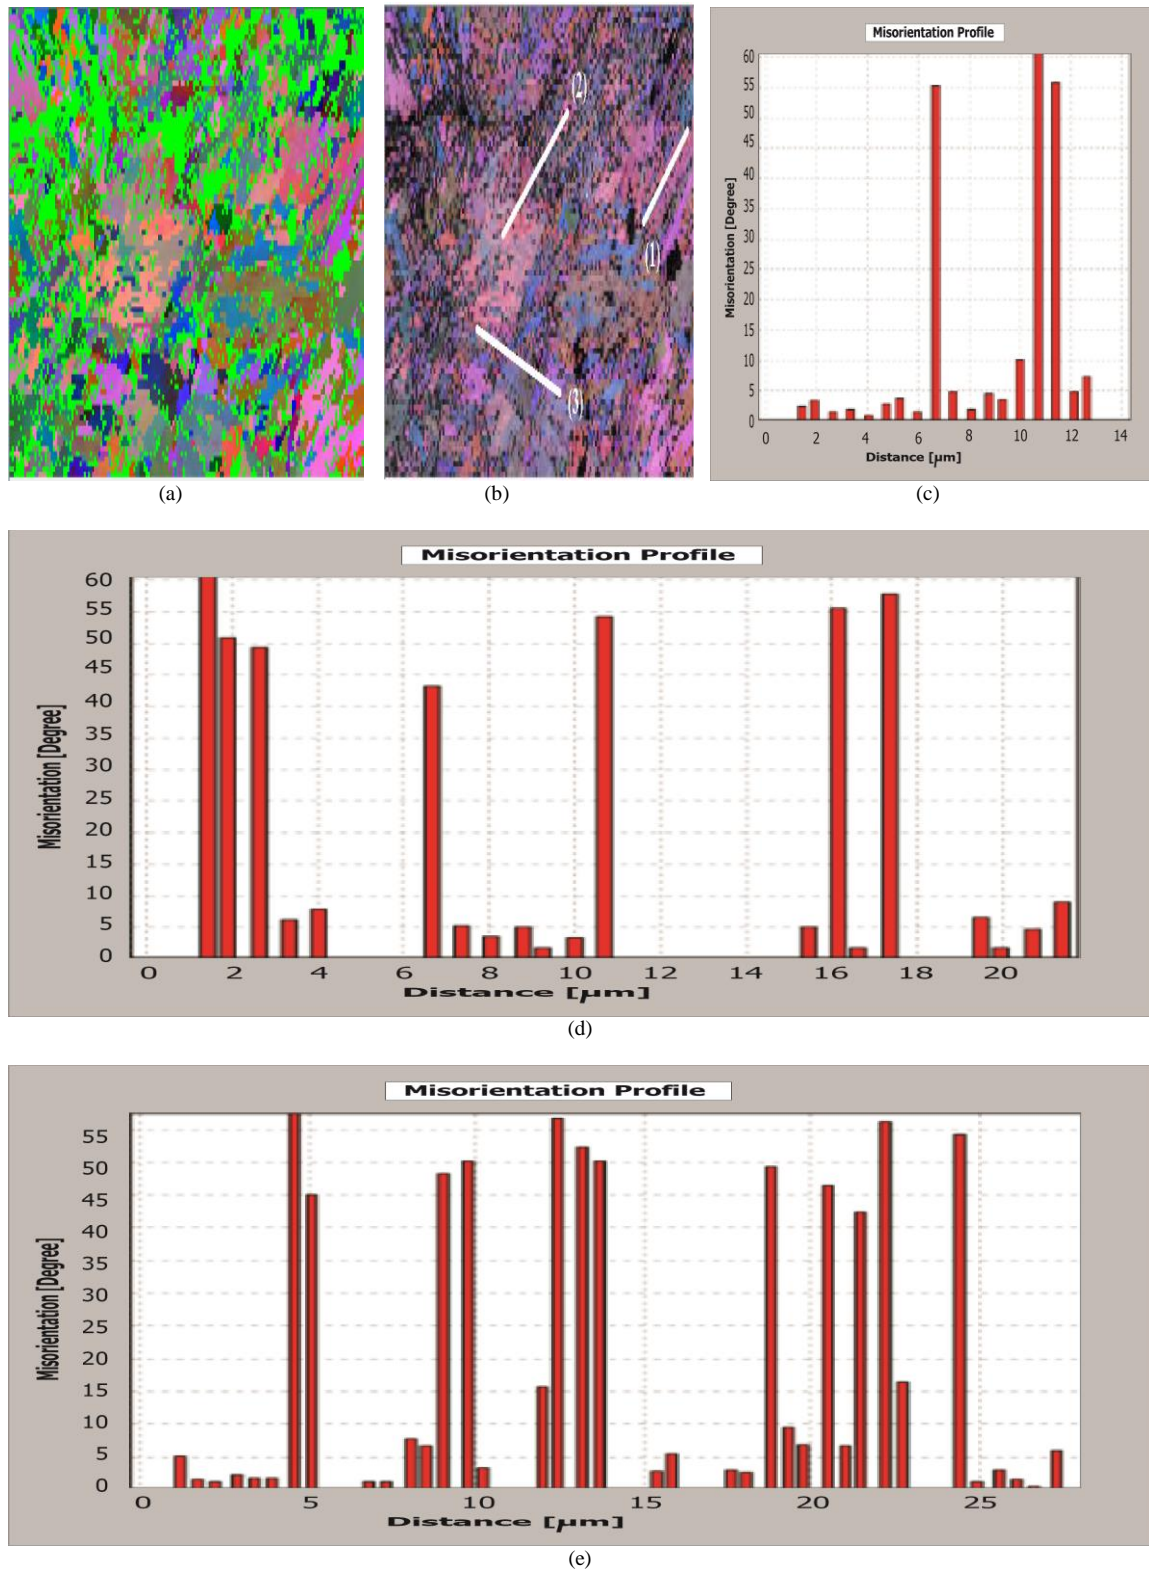 (2)
(1)
(3)
(a)
(b)
Misorientation Profile
60
55
50
45
40
35
30
25
20
15
10
5
0
Misorientation [Degree]
0 2 4 6 8 10 12 14
Distance [µm]
(c)
Misorientation Profile
60
55
50
45
40
35
30
25
20
15
10
5
0
Misorientation [Degree]
0 2 4 6 8 10 12 14 16 18 20
Distance [µm]
(d)
Misorientation Profile
55
50
45
40
35
30
25
20
15
10
5
0
Misorientation [Degree]
0 5 10 15 20 25
Distance [µm]
(e)